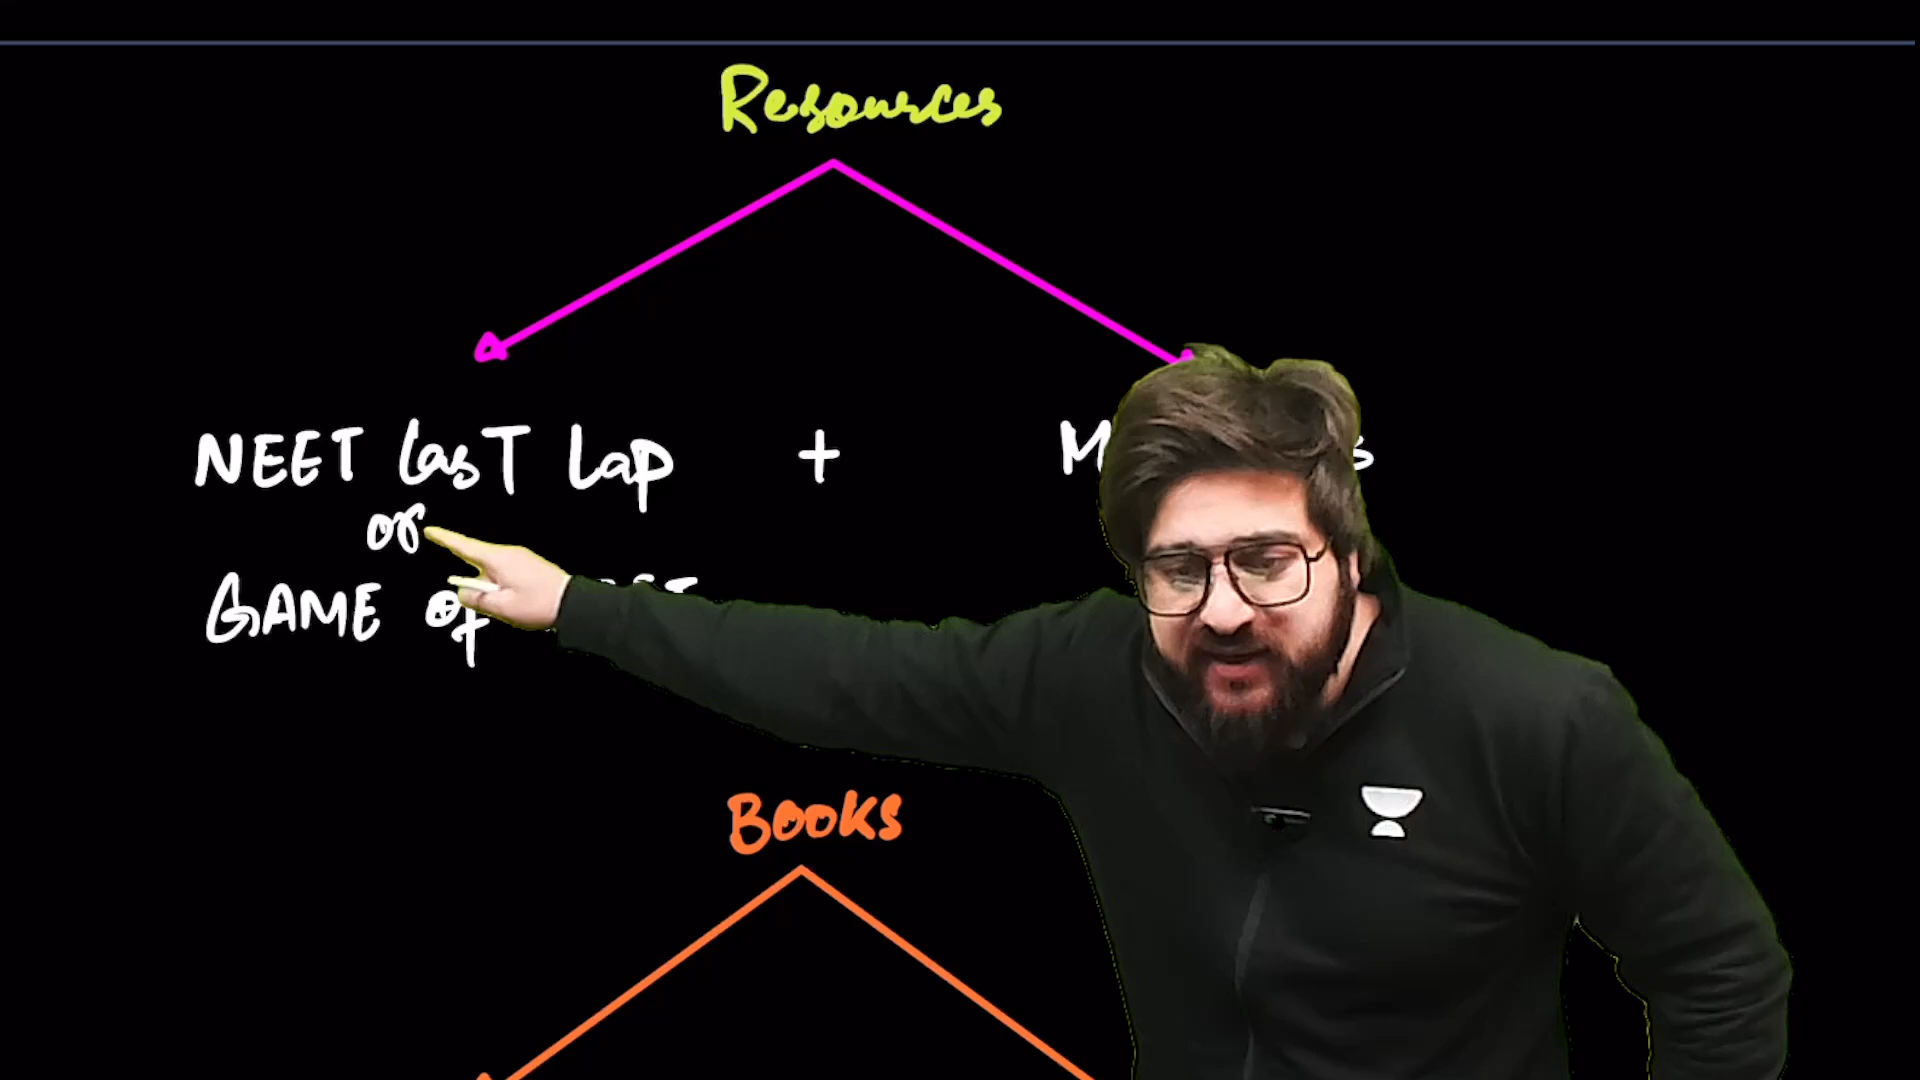 Resources
NEET LasT Lap +
or
GAME of
BOOKS